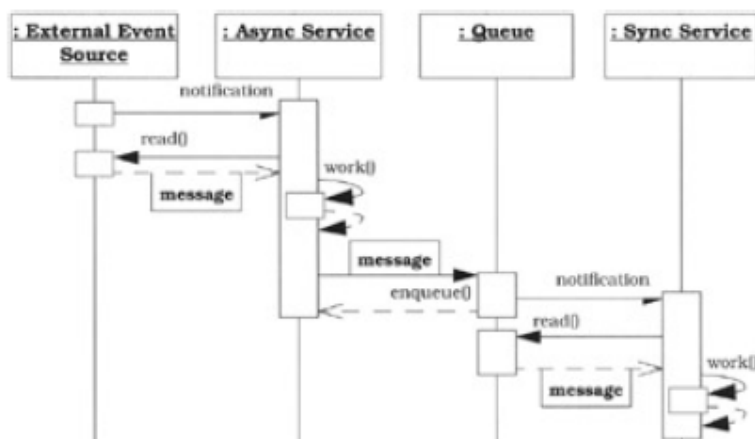 : External Event
Source
: Async Service
: Queue
: Sync Service
notification
read()
message
work()
message
enqueue()
notification
read()
message
work()